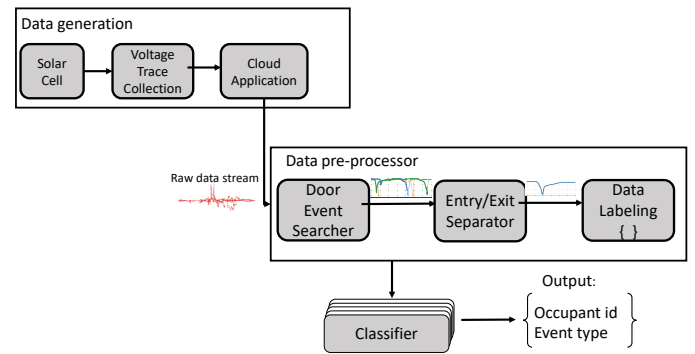 Data generation
Solar
Cell
Voltage
Trace
Collection
Cloud
Application
Raw data stream
Data pre-processor
Door
Event
Searcher
Entry/Exit
Separator
Data
Labeling
{ }
Classifier
Output:
Occupant id
Event type